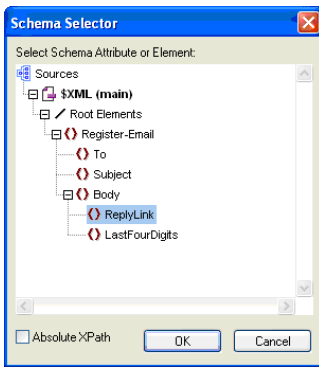 Schema Selector
Select Schema Attribute or Element:
Sources
$XML (main)
Root Elements
Register-Email
To
Subject
Body
ReplyLink
LastFourDigits
Absolute XPath
OK
Cancel